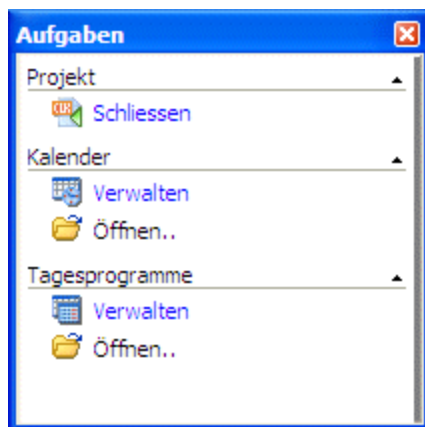 Aufgaben
Projekt
Schliessen
Kalender
Verwalten
Öffnen..
Tagesprogramme
Verwalten
Öffnen..